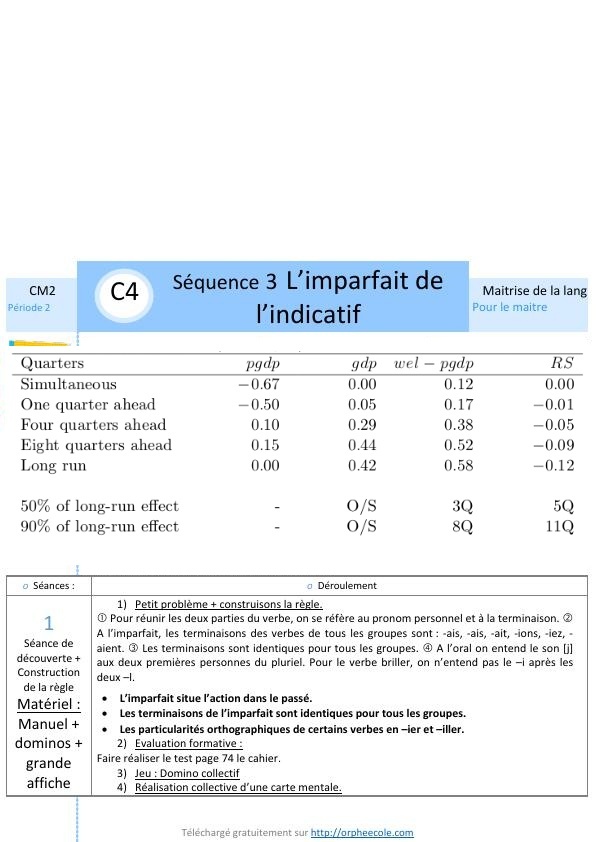 CM2
Période 2
C4
Séquence 3 L’imparfait de
l’indicatif
Maitrise de la lang
Pour le maitre
Quarters pgdp gdp wel − pgdp RS
Simultaneous −0.67 0.00 0.12 0.00
One quarter ahead −0.50 0.05 0.17 −0.01
Four quarters ahead 0.10 0.29 0.38 −0.05
Eight quarters ahead 0.15 0.44 0.52 −0.09
Long run 0.00 0.42 0.58 −0.12
50% of long-run effect - O/S 3Q 5Q
90% of long-run effect - O/S 8Q 11Q
o Séances :
o Déroulement
1
Séance de
découverte +
Construction
de la règle
Matériel :
Manuel +
dominos +
grande
affiche
1) Petit problème + construisons la règle.
① Pour réunir les deux parties du verbe, on se réfère au pronom personnel et à la terminaison. ②
A l’imparfait, les terminaisons des verbes de tous les groupes sont : -ais, -ais, -ait, -ions, -iez, -
aient. ③ Les terminaisons sont identiques pour tous les groupes. ④ A l’oral on entend le son [j]
aux deux premières personnes du pluriel. Pour le verbe briller, on n’entend pas le –i après les
deux –l.
• L’imparfait situe l’action dans le passé.
• Les terminaisons de l’imparfait sont identiques pour tous les groupes.
• Les particularités orthographiques de certains verbes en –ier et –iller.
2) Evaluation formative :
Faire réaliser le test page 74 le cahier.
3) Jeu : Domino collectif
4) Réalisation collective d’une carte mentale.
Téléchargé gratuitement sur http://orpheecole.com